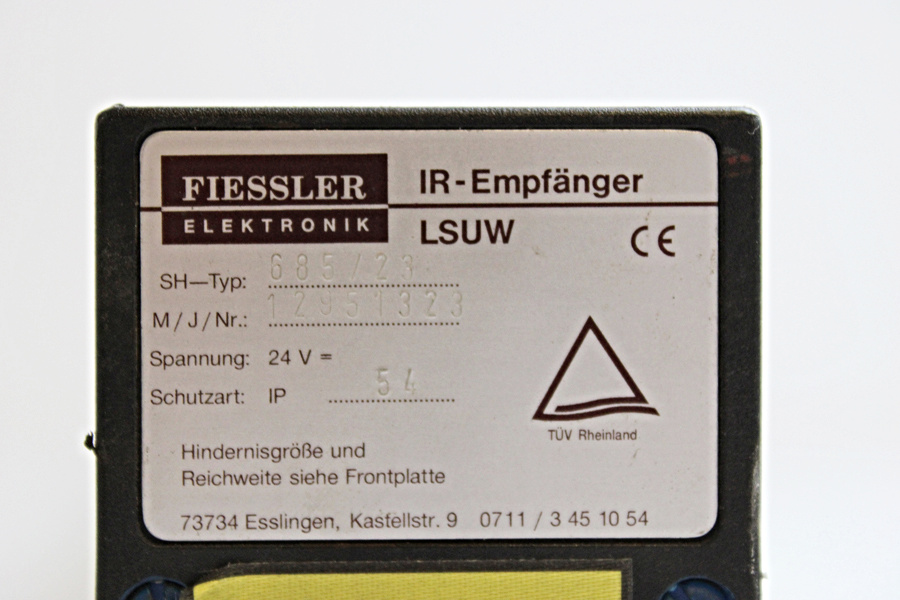 FIESSLER
ELEKTRONIK
IR-Empfänger
LSUW
CE
SH—Typ: 685/23
M/J/Nr.: 12951323
Spannung: 24 V =
Schutzart: IP 54
TÜV Rheinland
Hindernisgröße und
Reichweite siehe Frontplatte
73734 Esslingen, Kastellstr. 9 0711 / 3 45 10 54